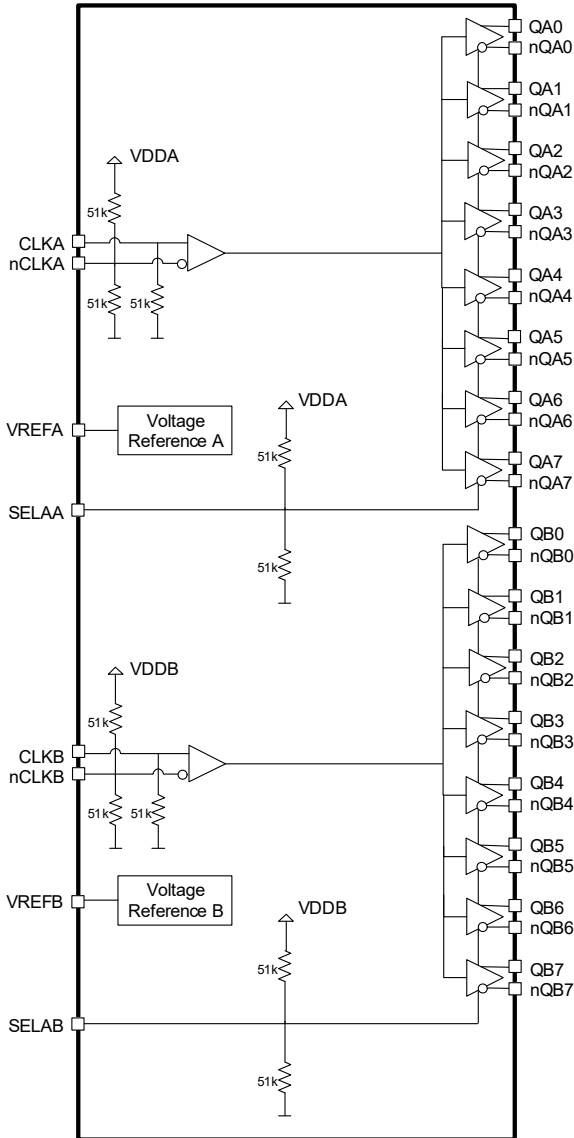 QA0
nQA0
QA1
nQA1
VDDA
QA2
nQA2
51k
QA3
nQA3
CLKA
nCLKA
51k
51k
QA4
nQA4
QA5
nQA5
VDDA
QA6
nQA6
VREFA
Voltage
Reference A
51k
QA7
nQA7
SELAA
51k
QB0
nQB0
QB1
nQB1
VDDB
QB2
nQB2
51k
QB3
nQB3
CLKB
nCLKB
51k
51k
QB4
nQB4
QB5
nQB5
VREFB
Voltage
Reference B
VDDB
QB6
nQB6
51k
QB7
nQB7
SELAB
51k